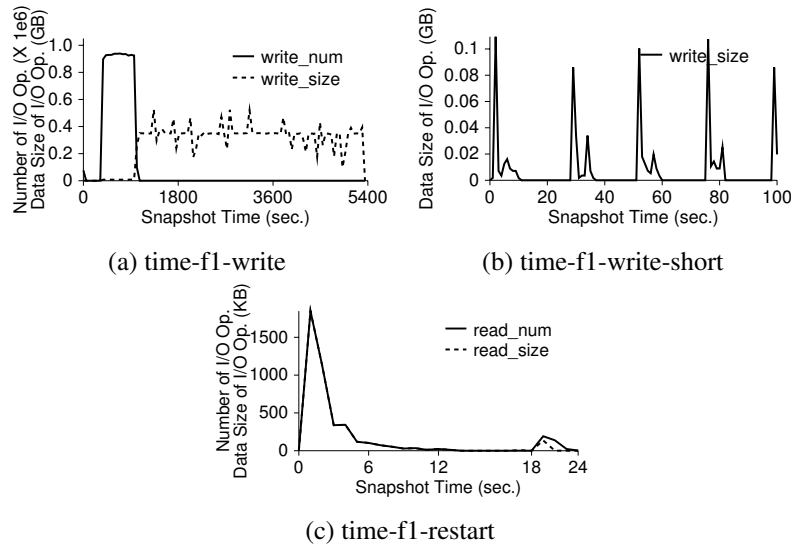 Number of I/O Op. (X 1e6)
Data Size of I/O Op. (GB)
1.0
0.8
0.6
0.4
0.2
0
write_num
write_size
0 1800 3600 5400
Snapshot Time (sec.)
(a) time-f1-write
Data Size of I/O Op. (GB)
0.1
0.08
0.06
0.04
0.02
0
write_size
0 20 40 60 80 100
Snapshot Time (sec.)
(b) time-f1-write-short
Number of I/O Op.
Data Size of I/O Op. (KB)
1500
1000
500
0
read_num
read_size
0 6 12 18 24
Snapshot Time (sec.)
(c) time-f1-restart